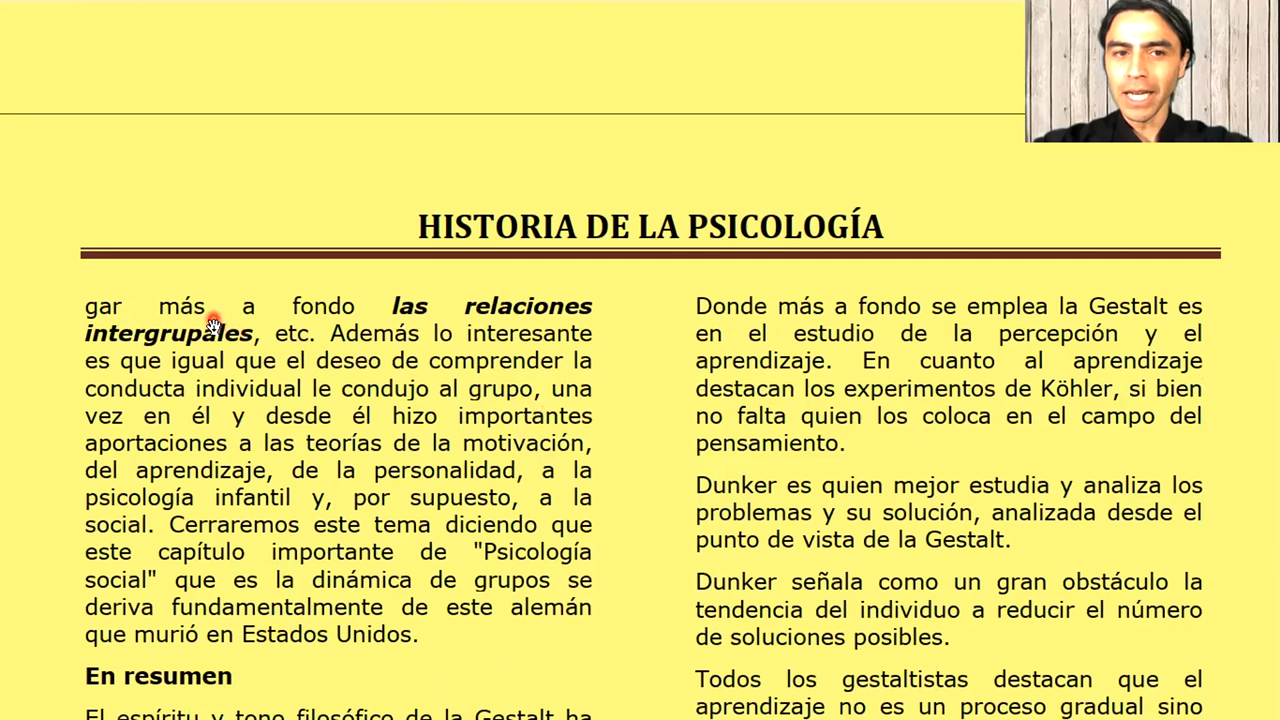 HISTORIA DE LA PSICOLOGÍA
gar más a fondo las relaciones
intergrupales, etc. Además lo interesante
es que igual que el deseo de comprender la
conducta individual le condujo al grupo, una
vez en él y desde él hizo importantes
aportaciones a las teorías de la motivación,
del aprendizaje, de la personalidad, a la
psicología infantil y, por supuesto, a la
social. Cerraremos este tema diciendo que
este capítulo importante de "Psicología
social" que es la dinámica de grupos se
deriva fundamentalmente de este alemán
que murió en Estados Unidos.
En resumen
El espíritu y tono filosófico de la Gestalt ha
Donde más a fondo se emplea la Gestalt es
en el estudio de la percepción y el
aprendizaje. En cuanto al aprendizaje
destacan los experimentos de Köhler, si bien
no falta quien los coloca en el campo del
pensamiento.
Dunker es quien mejor estudia y analiza los
problemas y su solución, analizada desde el
punto de vista de la Gestalt.
Dunker señala como un gran obstáculo la
tendencia del individuo a reducir el número
de soluciones posibles.
Todos los gestaltistas destacan que el
aprendizaje no es un proceso gradual sino